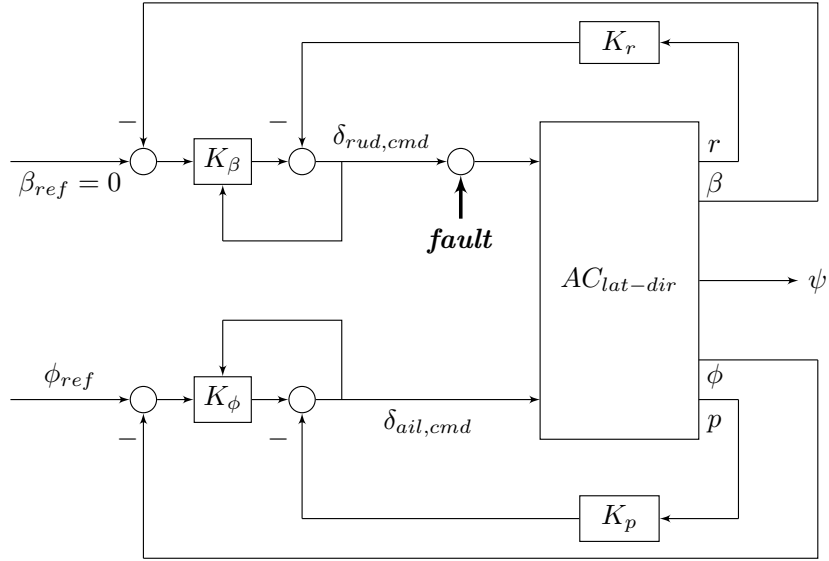 K_r
−
−
δ_{rud,cmd}
r
K_β
β_{ref} = 0
β
fault
AC_{lat−dir}
ψ
ϕ_{ref}
ϕ
K_ϕ
p
−
−
δ_{ail,cmd}
K_p